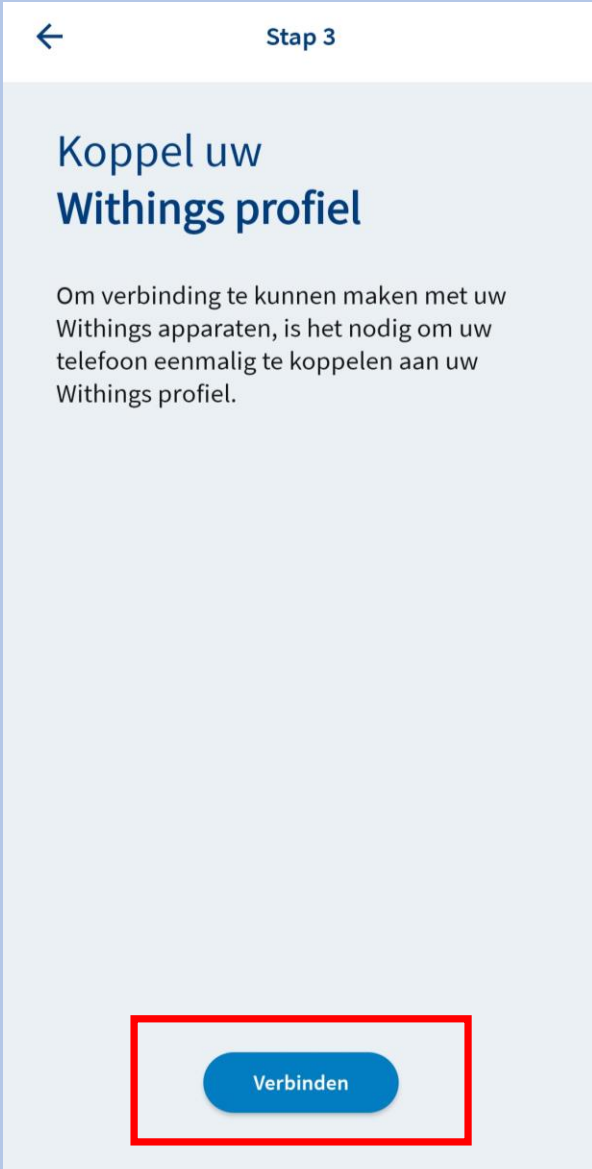 Stap 3
Koppel uw
Withings profiel
Om verbinding te kunnen maken met uw
Withings apparaten, is het nodig om uw
telefoon eenmalig te koppelen aan uw
Withings profiel.
Verbinden